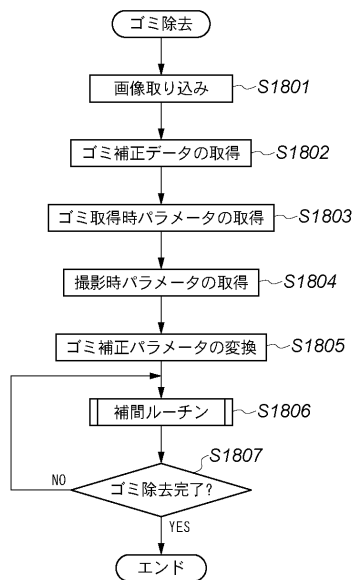 ゴミ除去
画像取り込み
S1801
ゴミ補正データの取得
S1802
ゴミ取得時パラメータの取得
S1803
撮影時パラメータの取得
S1804
ゴミ補正パラメータの変換
S1805
補間ルーチン
S1806
S1807
ゴミ除去完了?
NO
YES
エンド